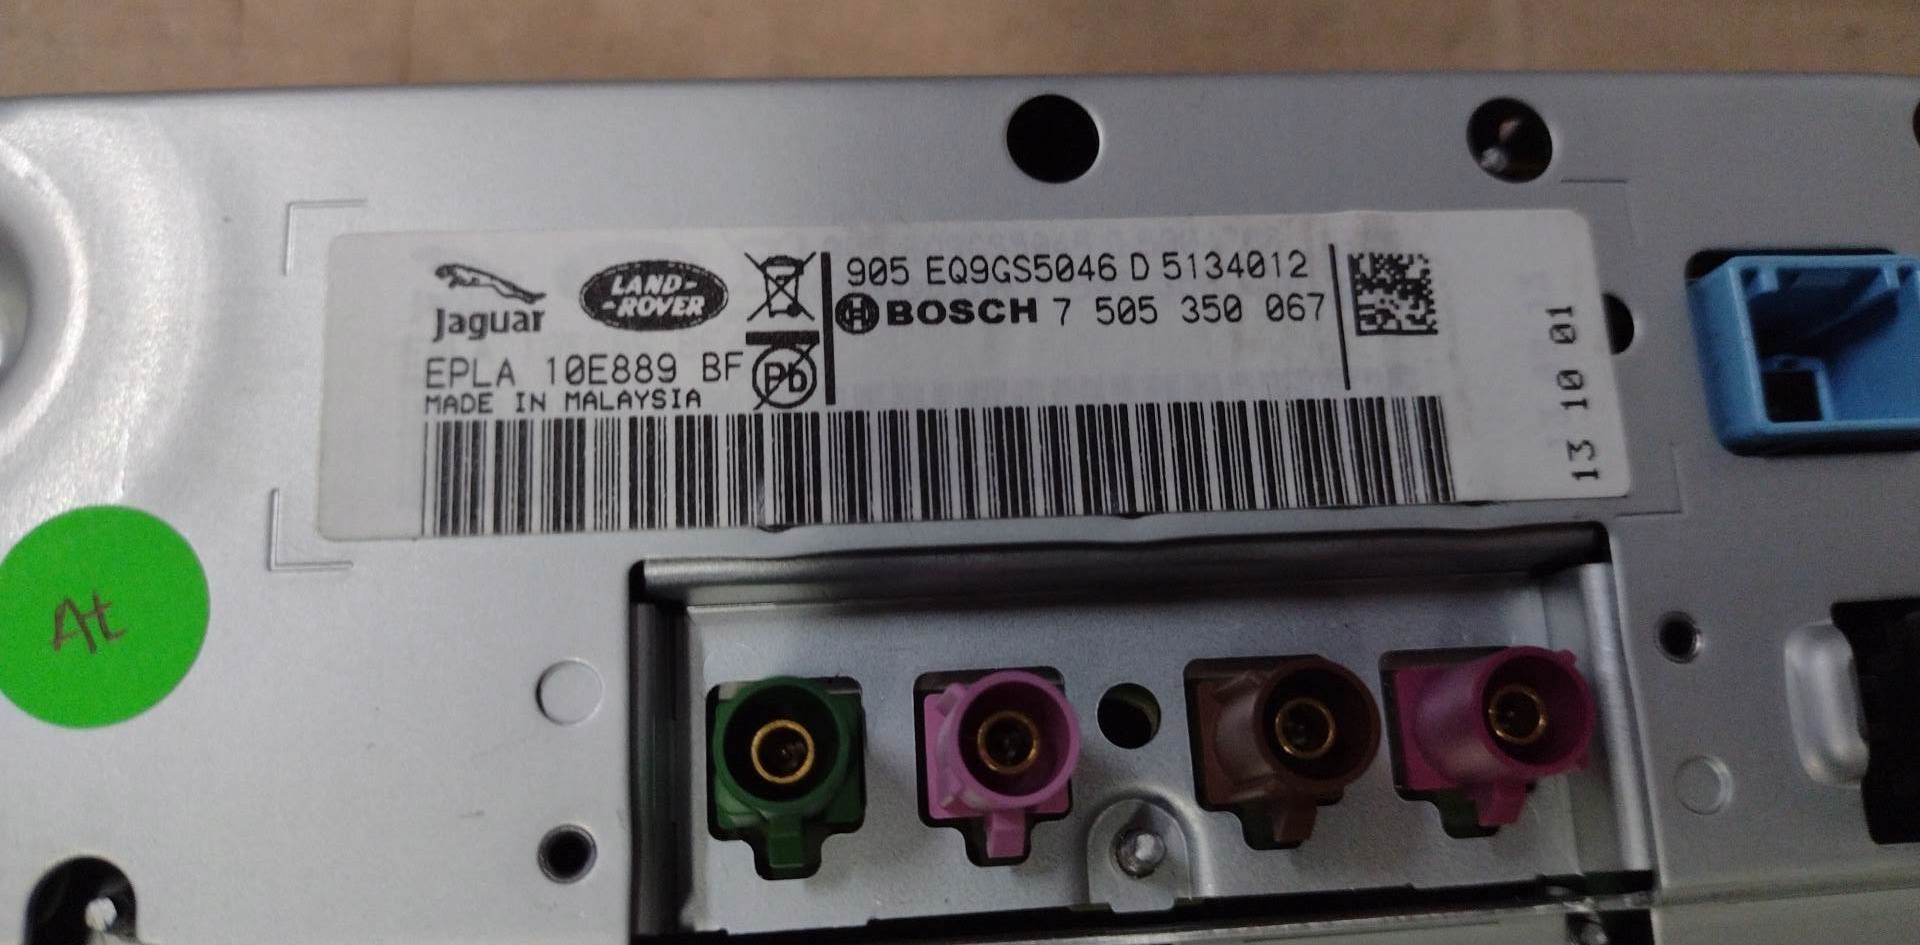 Jaguar
LAND-
-ROVER
EPLA 10E889 BF
Pb
MADE IN MALAYSIA
905 EQ9GS5046 D 5134012
BOSCH 7 505 350 067
13 10 01
At